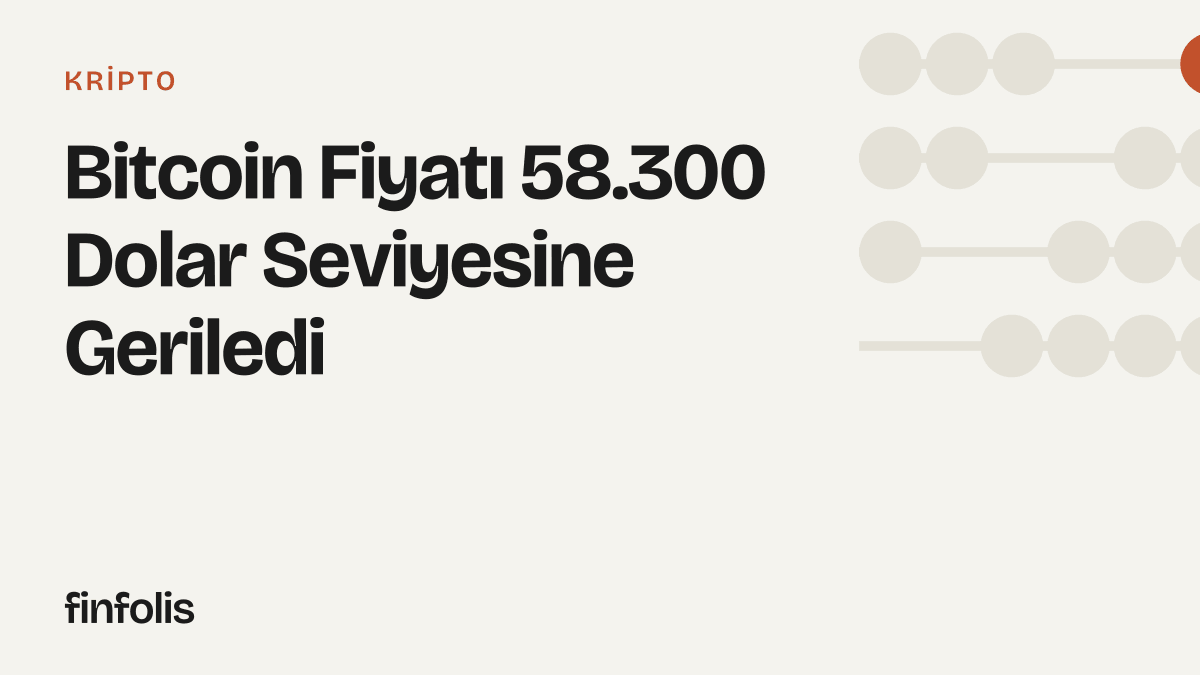 KRİPTO
Bitcoin Fiyatı 58.300
Dolar Seviyesine
Geriledi
finfolis